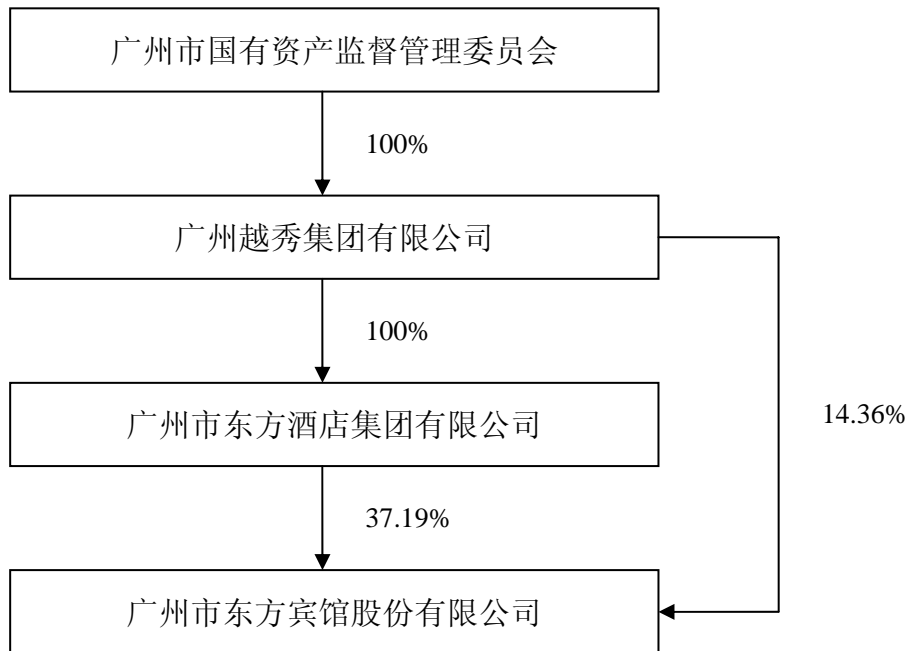 广州市国有资产监督管理委员会
100%
广州越秀集团有限公司
100%
广州市东方酒店集团有限公司
14.36%
37.19%
广州市东方宾馆股份有限公司